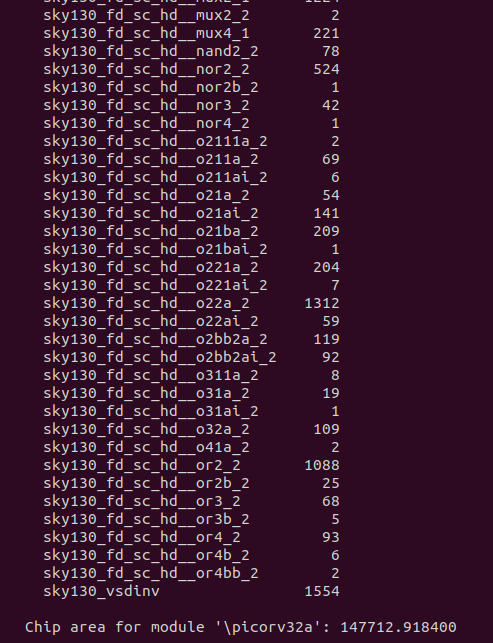 sky130_fd_sc_hd__mux2_2 2
sky130_fd_sc_hd__mux4_1 221
sky130_fd_sc_hd__nand2_2 78
sky130_fd_sc_hd__nor2_2 524
sky130_fd_sc_hd__nor2b_2 1
sky130_fd_sc_hd__nor3_2 42
sky130_fd_sc_hd__nor4_2 1
sky130_fd_sc_hd__o2111a_2 2
sky130_fd_sc_hd__o211a_2 69
sky130_fd_sc_hd__o211ai_2 6
sky130_fd_sc_hd__o21a_2 54
sky130_fd_sc_hd__o21ai_2 141
sky130_fd_sc_hd__o21ba_2 209
sky130_fd_sc_hd__o21bai_2 1
sky130_fd_sc_hd__o221a_2 204
sky130_fd_sc_hd__o221ai_2 7
sky130_fd_sc_hd__o22a_2 1312
sky130_fd_sc_hd__o22ai_2 59
sky130_fd_sc_hd__o2bb2a_2 119
sky130_fd_sc_hd__o2bb2ai_2 92
sky130_fd_sc_hd__o311a_2 8
sky130_fd_sc_hd__o31a_2 19
sky130_fd_sc_hd__o31ai_2 1
sky130_fd_sc_hd__o32a_2 109
sky130_fd_sc_hd__o41a_2 2
sky130_fd_sc_hd__or2_2 1088
sky130_fd_sc_hd__or2b_2 25
sky130_fd_sc_hd__or3_2 68
sky130_fd_sc_hd__or3b_2 5
sky130_fd_sc_hd__or4_2 93
sky130_fd_sc_hd__or4b_2 6
sky130_fd_sc_hd__or4bb_2 2
sky130_vsdinv 1554
Chip area for module '\picorv32a': 147712.918400